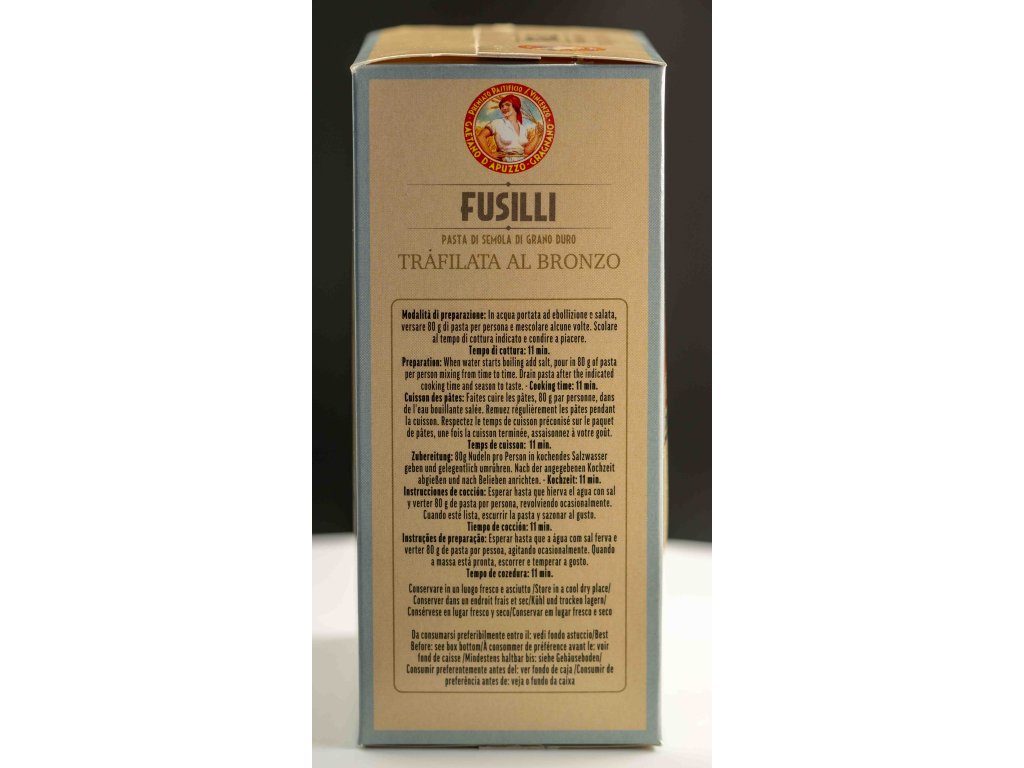 PREMIATO PASTIFICIO F. VINCENZO
GAETANO D'APUZZO - GRAGNANO
FUSILLI
PASTA DI SEMOLA DI GRANO DURO
TRAFILATA AL BRONZO
Modalità di preparazione: In acqua portata ad ebollizione e salata,
versare 80 g di pasta per persona e mescolare alcune volte. Scolare
al tempo di cottura indicato e condire a piacere.
Tempo di cottura: 11 min.
Preparation: When water starts boiling add salt, pour in 80 g of pasta
per person mixing from time to time. Drain pasta after the indicated
cooking time and season to taste. - Cooking time: 11 min.
Cuisson des pâtes: Faites cuire les pâtes, 80 g par personne, dans
de l'eau bouillante salée. Remuez régulièrement les pâtes pendant
la cuisson. Respectez le temps de cuisson préconisé sur le paquet
de pâtes, une fois la cuisson terminée, assaisonnez à votre goût.
Temps de cuisson: 11 min.
Zubereitung: 80g Nudeln pro Person in kochendes Salzwasser
geben und gelegentlich umrühren. Nach der angegebenen Kochzeit
abgießen und nach Belieben anrichten. - Kochzeit: 11 min.
Instrucciones de cocción: Esperar hasta que hierva el agua con sal
y verter 80 g de pasta por persona, revolviendo ocasionalmente.
Cuando esté lista, escurrir la pasta y sazonar al gusto.
Tiempo de cocción: 11 min.
Instruções de preparação: Esperar hasta que a água com sal ferva e
verter 80 g de pasta por pessoa, agitando ocasionalmente. Quando
a massa está pronta, escorrer e temperar a gosto.
Tempo de cozedura: 11 min.
Conservare in un luogo fresco e asciutto /Store in a cool dry place/
Conserver dans un endroit frais et sec/Kühl und trocken lagern/
Consérvese en lugar fresco y seco/Conservar em lugar fresco e seco
Da consumarsi preferibilmente entro il: vedi fondo astuccio/Best
Before: see box bottom/À consommer de préférence avant le: voir
fond de caisse /Mindestens haltbar bis: siehe Gehäuseboden/
Consumir preferentemente antes del: ver fondo de caja /Consumir de
preferência antes de: veja o fundo da caixa